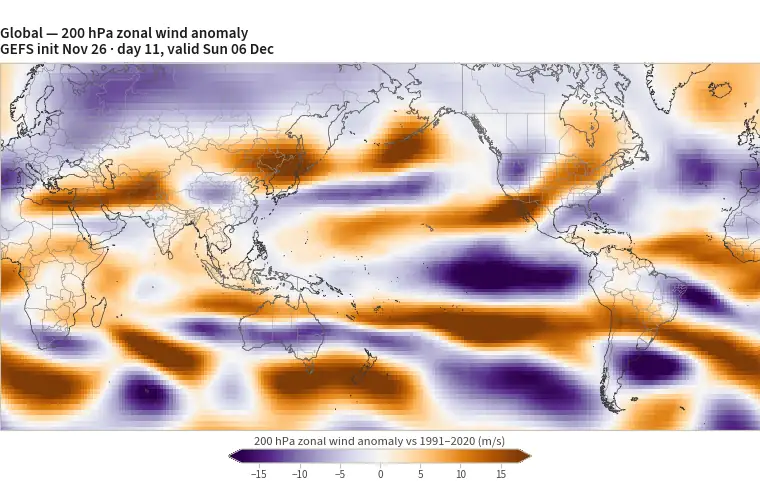 Global — 200 hPa zonal wind anomaly
GEFS init Nov 26 · day 11, valid Sun 06 Dec
200 hPa zonal wind anomaly vs 1991–2020 (m/s)
−15 −10 −5 0 5 10 15